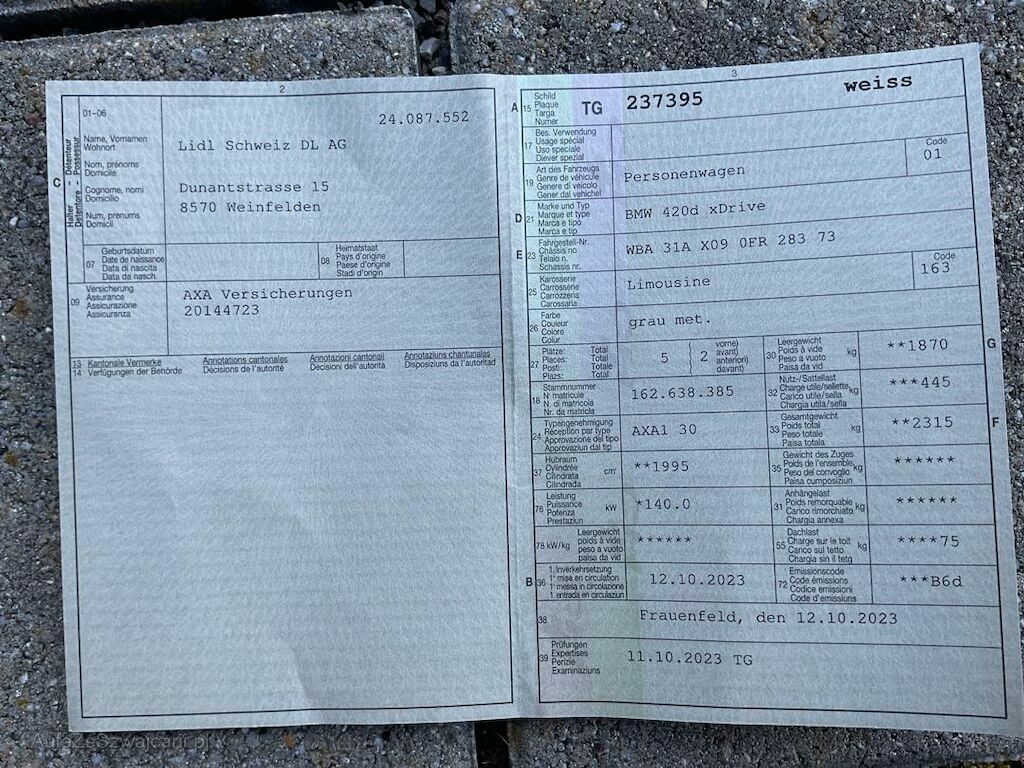 2
01-06
24.087.552
C
Halter - Détenteur
Detentore - Possessur
Name, Vornamen
Wohnort
Nom, prénoms
Domicile
Cognome, nomi
Domicilio
Num, prenums
Domicil
Lidl Schweiz DL AG
Dunantstrasse 15
8570 Weinfelden
07
Geburtsdatum
Date de naissance
Data di nascita
Data da nasch.
08
Heimatstaat
Pays d'origine
Paese d'origine
Stadi d'origin
09
Versicherung
Assurance
Assicurazione
Assicuranza
AXA Versicherungen
20144723
13 Kantonale Vermerke
14 Verfügungen der Behörde
Annotations cantonales
Décisions de l'autorité
Annotazioni cantonali
Decisioni dell'autorità
Annotaziuns chantunalas
Disposiziuns da l'autoritad
3
A 15
Schild
Plaque
Targa
Numer
TG 237395 weiss
17
Bes. Verwendung
Usage spécial
Uso speciale
Diever spezial
19
Art des Fahrzeugs
Genre de véhicule
Genere di veicolo
Gener dal vehichel
Personenwagen
Code
01
D 21
Marke und Typ
Marque et type
Marca e tipo
Marca e tip
BMW 420d xDrive
E 23
Fahrgestell-Nr.
Châssis no
Telaio n.
Schassis nr.
WBA 31A X09 0FR 283 73
25
Karosserie
Carrosserie
Carrozzeria
Carossaria
Limousine
Code
163
26
Farbe
Couleur
Colore
Color
grau met.
27
Plätze: Total
Places: Total
Posti: Totale
Plazs: Total
5
2
vorne)
avant)
anteriori)
davant)
G
30
Leergewicht
Poids à vide
Peso a vuoto
Paisa da vid
kg
**1870
18
Stammnummer
N° matricule
N. di matricola
Nr. da matricla
162.638.385
32
Nutz-/Sattellast
Charge utile/sellette
Carico utile/sella
Chargia utila/sella
kg
***445
24
Typengenehmigung
Réception par type
Approvazione del tipo
Approvaziun dal tip
AXA1 30
33
Gesamtgewicht
Poids total
Peso totale
Paisa totala
kg
**2315
F
37
Hubraum
Cylindrée
Cilindrata
Cilindrada
cm³
**1995
35
Gewicht des Zuges
Poids de l'ensemble
Peso del convoglio
Paisa cumposiziun
kg
******
76
Leistung
Puissance
Potenza
Prestaziun
kW
*140.0
31
Anhängelast
Poids remorquable
Carico rimorchiato
Chargia annexa
kg
******
78 kW/kg
Leergewicht
poids à vide
peso a vuoto
paisa da vid
******
55
Dachlast
Charge sur le toit
Carico sul tetto
Chargia sin il tetg
kg
****75
B 36
1. Inverkehrsetzung
1re mise en circulation
1a messa in circolazione
1. entrada en circulaziun
12.10.2023
72
Emissionscode
Code émissions
Codice emissioni
Code d'emissiuns
***B6d
38
Frauenfeld, den 12.10.2023
39
Prüfungen
Expertises
Perizie
Examinaziuns
11.10.2023 TG
AutazeSzwajcarii.pl